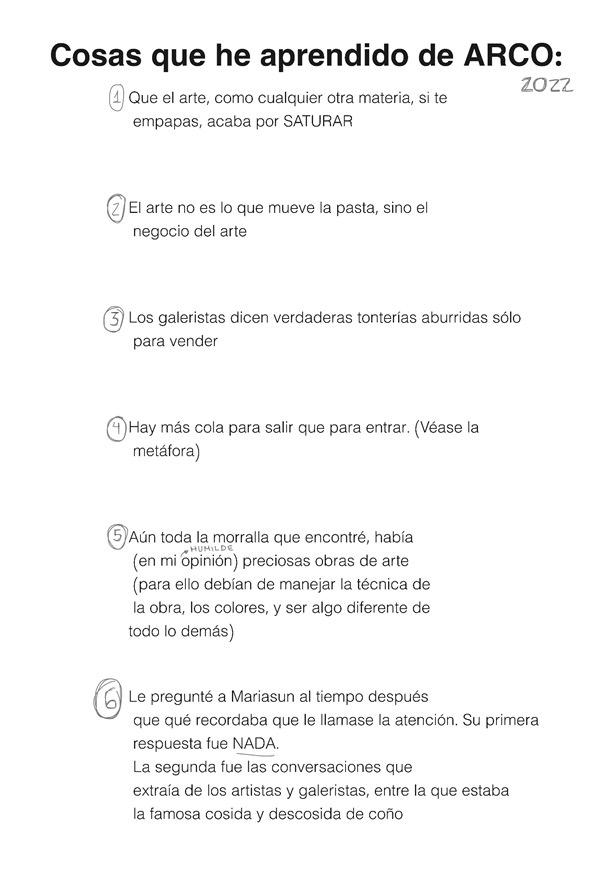 Cosas que he aprendido de ARCO:
2022
1 Que el arte, como cualquier otra materia, si te
empapas, acaba por SATURAR
2 El arte no es lo que mueve la pasta, sino el
negocio del arte
3 Los galeristas dicen verdaderas tonterías aburridas sólo
para vender
4 Hay más cola para salir que para entrar. (Véase la
metáfora)
5 Aún toda la morralla que encontré, había
HUMILDE
(en mi opinión) preciosas obras de arte
(para ello debían de manejar la técnica de
la obra, los colores, y ser algo diferente de
todo lo demás)
6 Le pregunté a Mariasun al tiempo después
que qué recordaba que le llamase la atención. Su primera
respuesta fue NADA.
La segunda fue las conversaciones que
extraía de los artistas y galeristas, entre la que estaba
la famosa cosida y descosida de coño